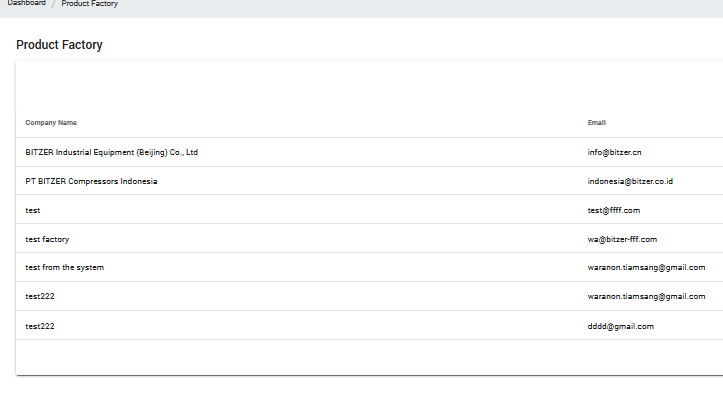 Dashboard / Product Factory
Product Factory
Company Name Email
BITZER Industrial Equipment (Beijing) Co., Ltd info@bitzer.cn
PT BITZER Compressors Indonesia indonesia@bitzer.co.id
test test@ffff.com
test factory wa@bitzer-fff.com
test from the system waranon.tiamsang@gmail.com
test222 waranon.tiamsang@gmail.com
test222 dddd@gmail.com